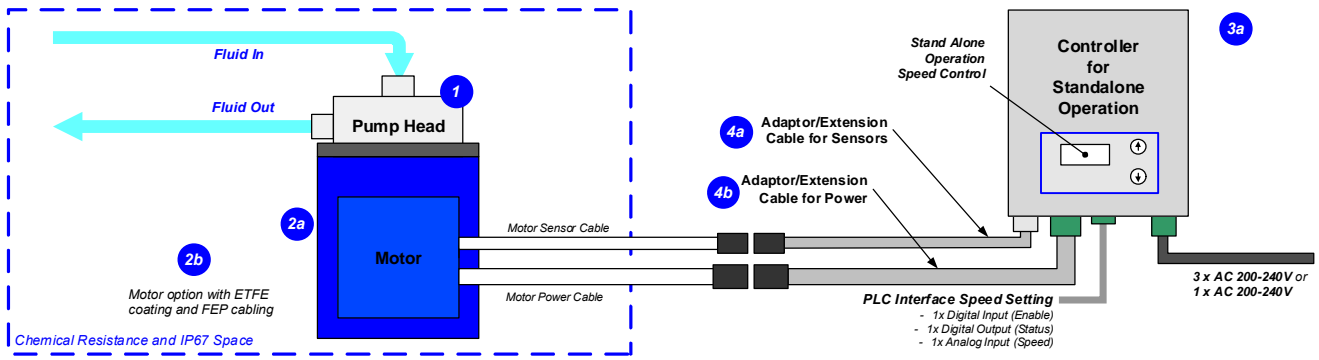 Fluid In
Fluid Out
1
Pump Head
2a
Motor
2b
Motor option with ETFE
coating and FEP cabling
Chemical Resistance and IP67 Space
Motor Sensor Cable
Motor Power Cable
4a
Adaptor/Extension
Cable for Sensors
4b
Adaptor/Extension
Cable for Power
Stand Alone
Operation
Speed Control
Controller
for
Standalone
Operation
3a
PLC Interface Speed Setting
- 1x Digital Input (Enable)
- 1x Digital Output (Status)
- 1x Analog Input (Speed)
3 x AC 200-240V or
1 x AC 200-240V